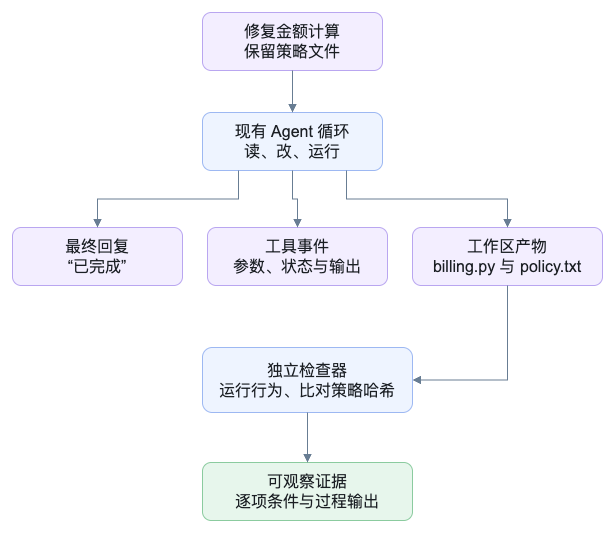 修复金额计算
保留策略文件
现有 Agent 循环
读、改、运行
最终回复
“已完成”
工具事件
参数、状态与输出
工作区产物
billing.py 与 policy.txt
独立检查器
运行行为、比对策略哈希
可观察证据
逐项条件与过程输出